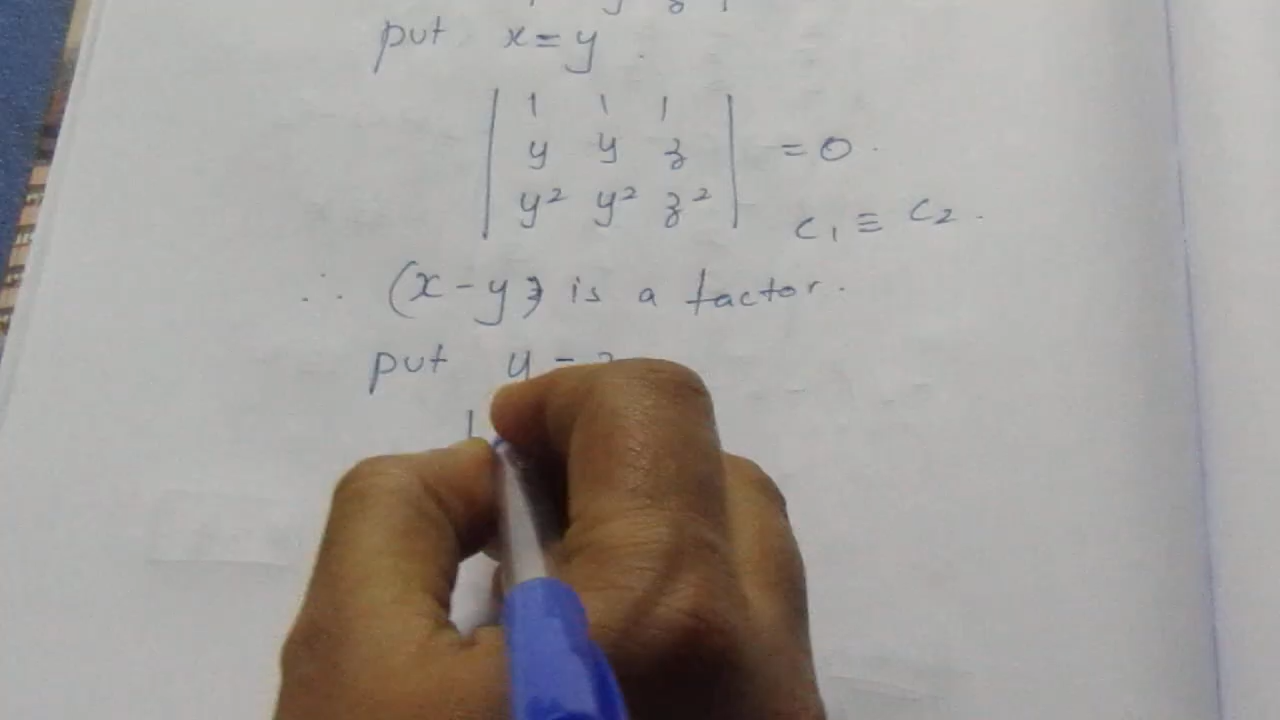 put x = y .
| 1 1 1 |
| y y z | = 0 .
| y² y² z² | C₁ ≡ C₂ .
∴ (x - y) is a factor .
put y =